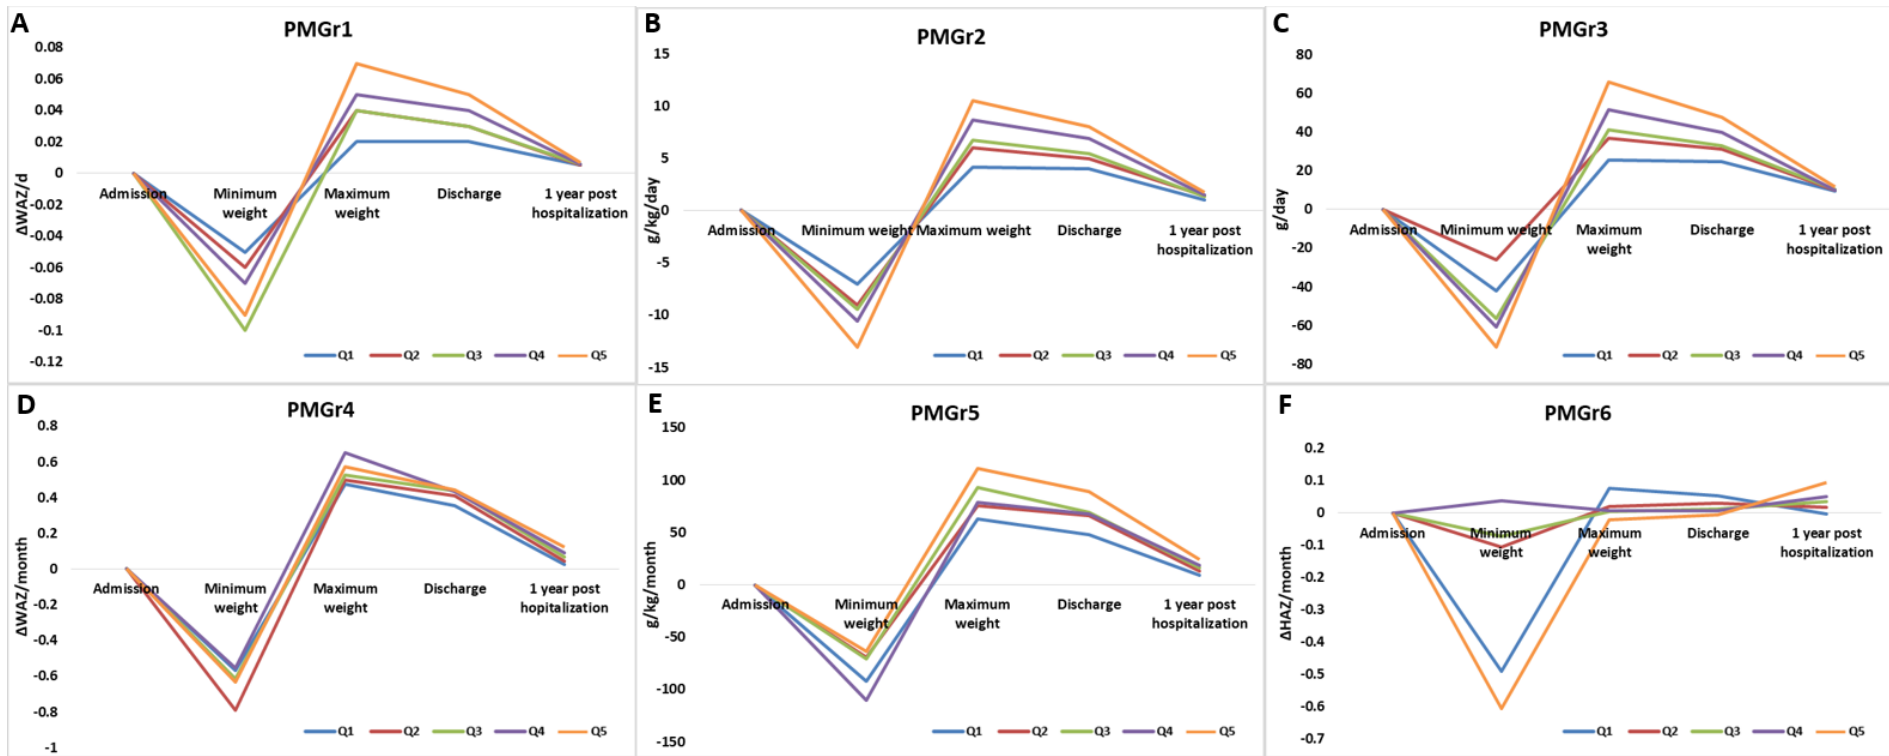 A
PMGr1
0.08
0.06
0.04
0.02
0
-0.02
-0.04
-0.06
-0.08
-0.1
-0.12
ΔWAZ/d
Admission
Minimum
weight
Maximum
weight
Discharge
1 year post
hospitalization
Q1 Q2 Q3 Q4 Q5
B
PMGr2
15
10
5
0
-5
-10
-15
g/kg/day
Admission
Minimum weight
Maximum weight
Discharge
1 year post
hospitalization
Q1 Q2 Q3 Q4 Q5
C
PMGr3
80
60
40
20
0
-20
-40
-60
-80
g/day
Admission
Minimum weight
Maximum
weight
Discharge
1 year post
hospitalization
Q1 Q2 Q3 Q4 Q5
D
PMGr4
0.8
0.6
0.4
0.2
0
-0.2
-0.4
-0.6
-0.8
-1
ΔWAZ/month
Admission
Minimum
weight
Maximum
weight
Discharge
1 year post
hopitalization
Q1 Q2 Q3 Q4 Q5
E
PMGr5
150
100
50
0
-50
-100
-150
g/kg/month
Admission
Minimum
weight
Maximum
weight
Discharge
1 year post
hospitalization
Q1 Q2 Q3 Q4 Q5
F
PMGr6
0.2
0.1
0
-0.1
-0.2
-0.3
-0.4
-0.5
-0.6
-0.7
ΔHAZ/month
Admission
Minimum
weight
Maximum
weight
Discharge
1 year post
hospitalization
Q1 Q2 Q3 Q4 Q5